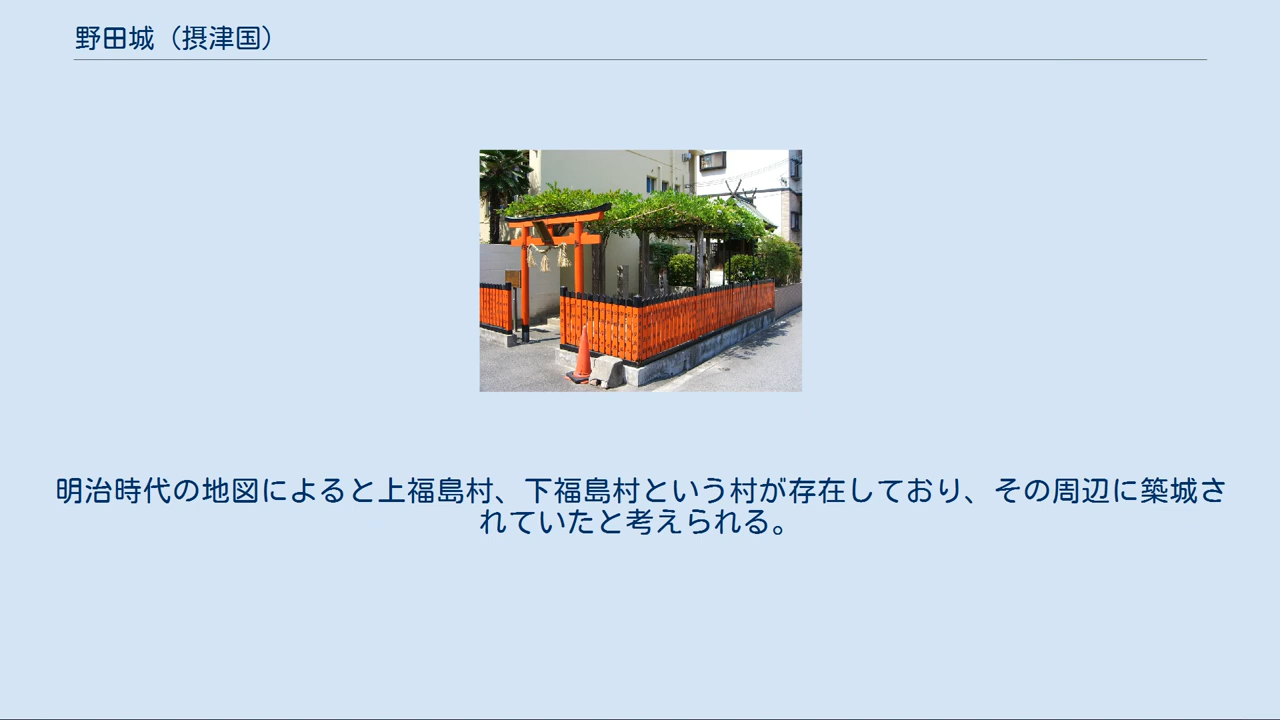 野田城（摂津国）
明治時代の地図によると上福島村、下福島村という村が存在しており、その周辺に築城さ
れていたと考えられる。